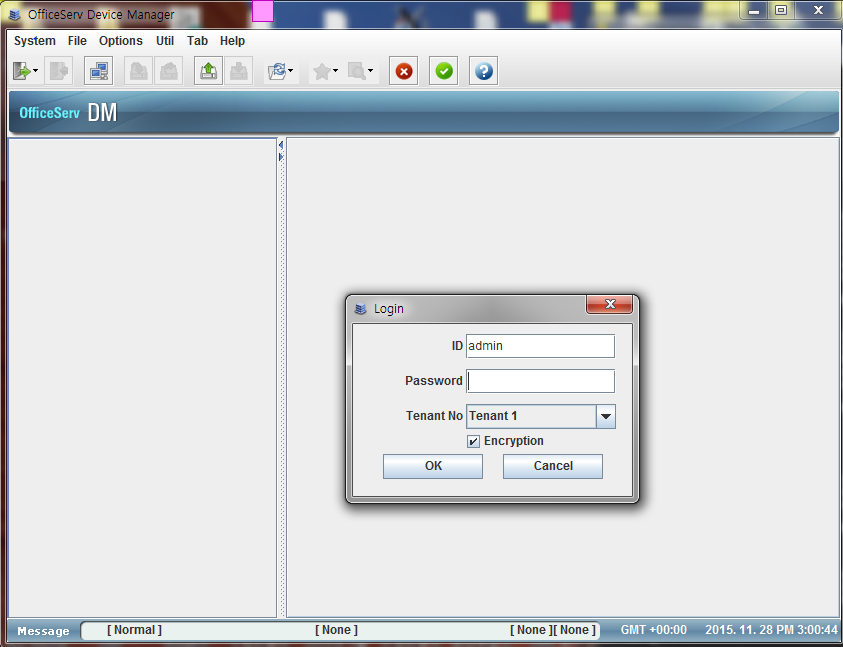 OfficeServ Device Manager
System File Options Util Tab Help
OfficeServ DM
Login
ID admin
Password
Tenant No Tenant 1
Encryption
OK Cancel
Message [ Normal ] [ None ] [ None ][ None ] GMT +00:00 2015. 11. 28 PM 3:00:44